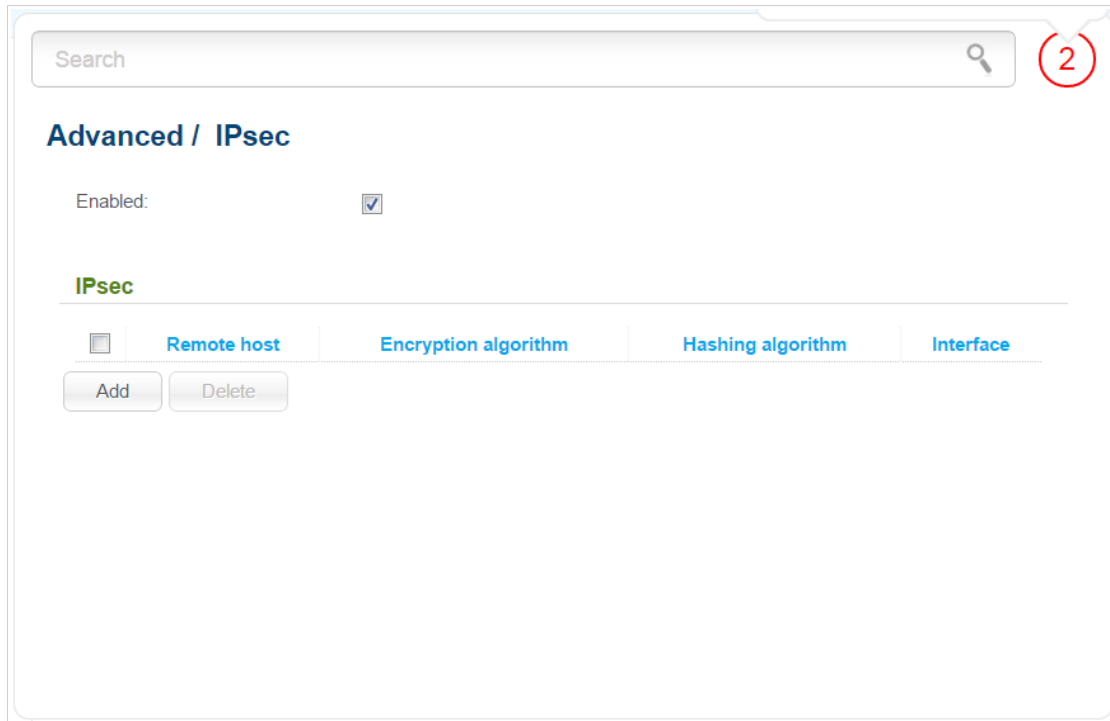 Search
2
Advanced / IPsec
Enabled:
IPsec
Remote host Encryption algorithm Hashing algorithm Interface
Add Delete